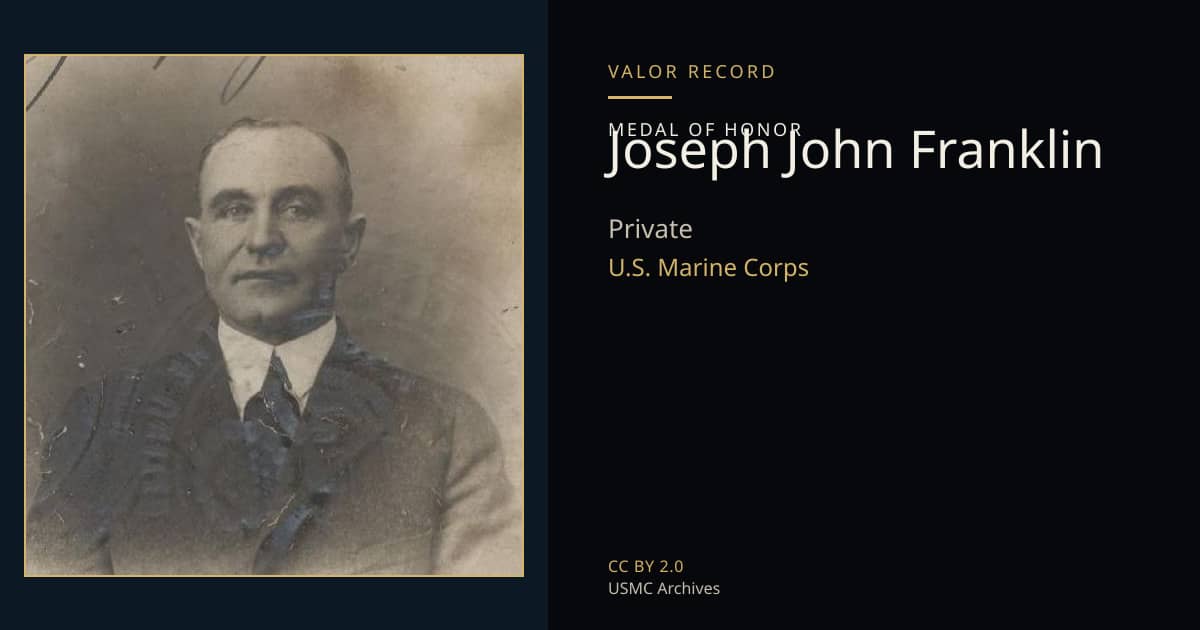 VALOR RECORD
MEDAL OF HONOR
Joseph John Franklin
Private
U.S. Marine Corps
CC BY 2.0
USMC Archives